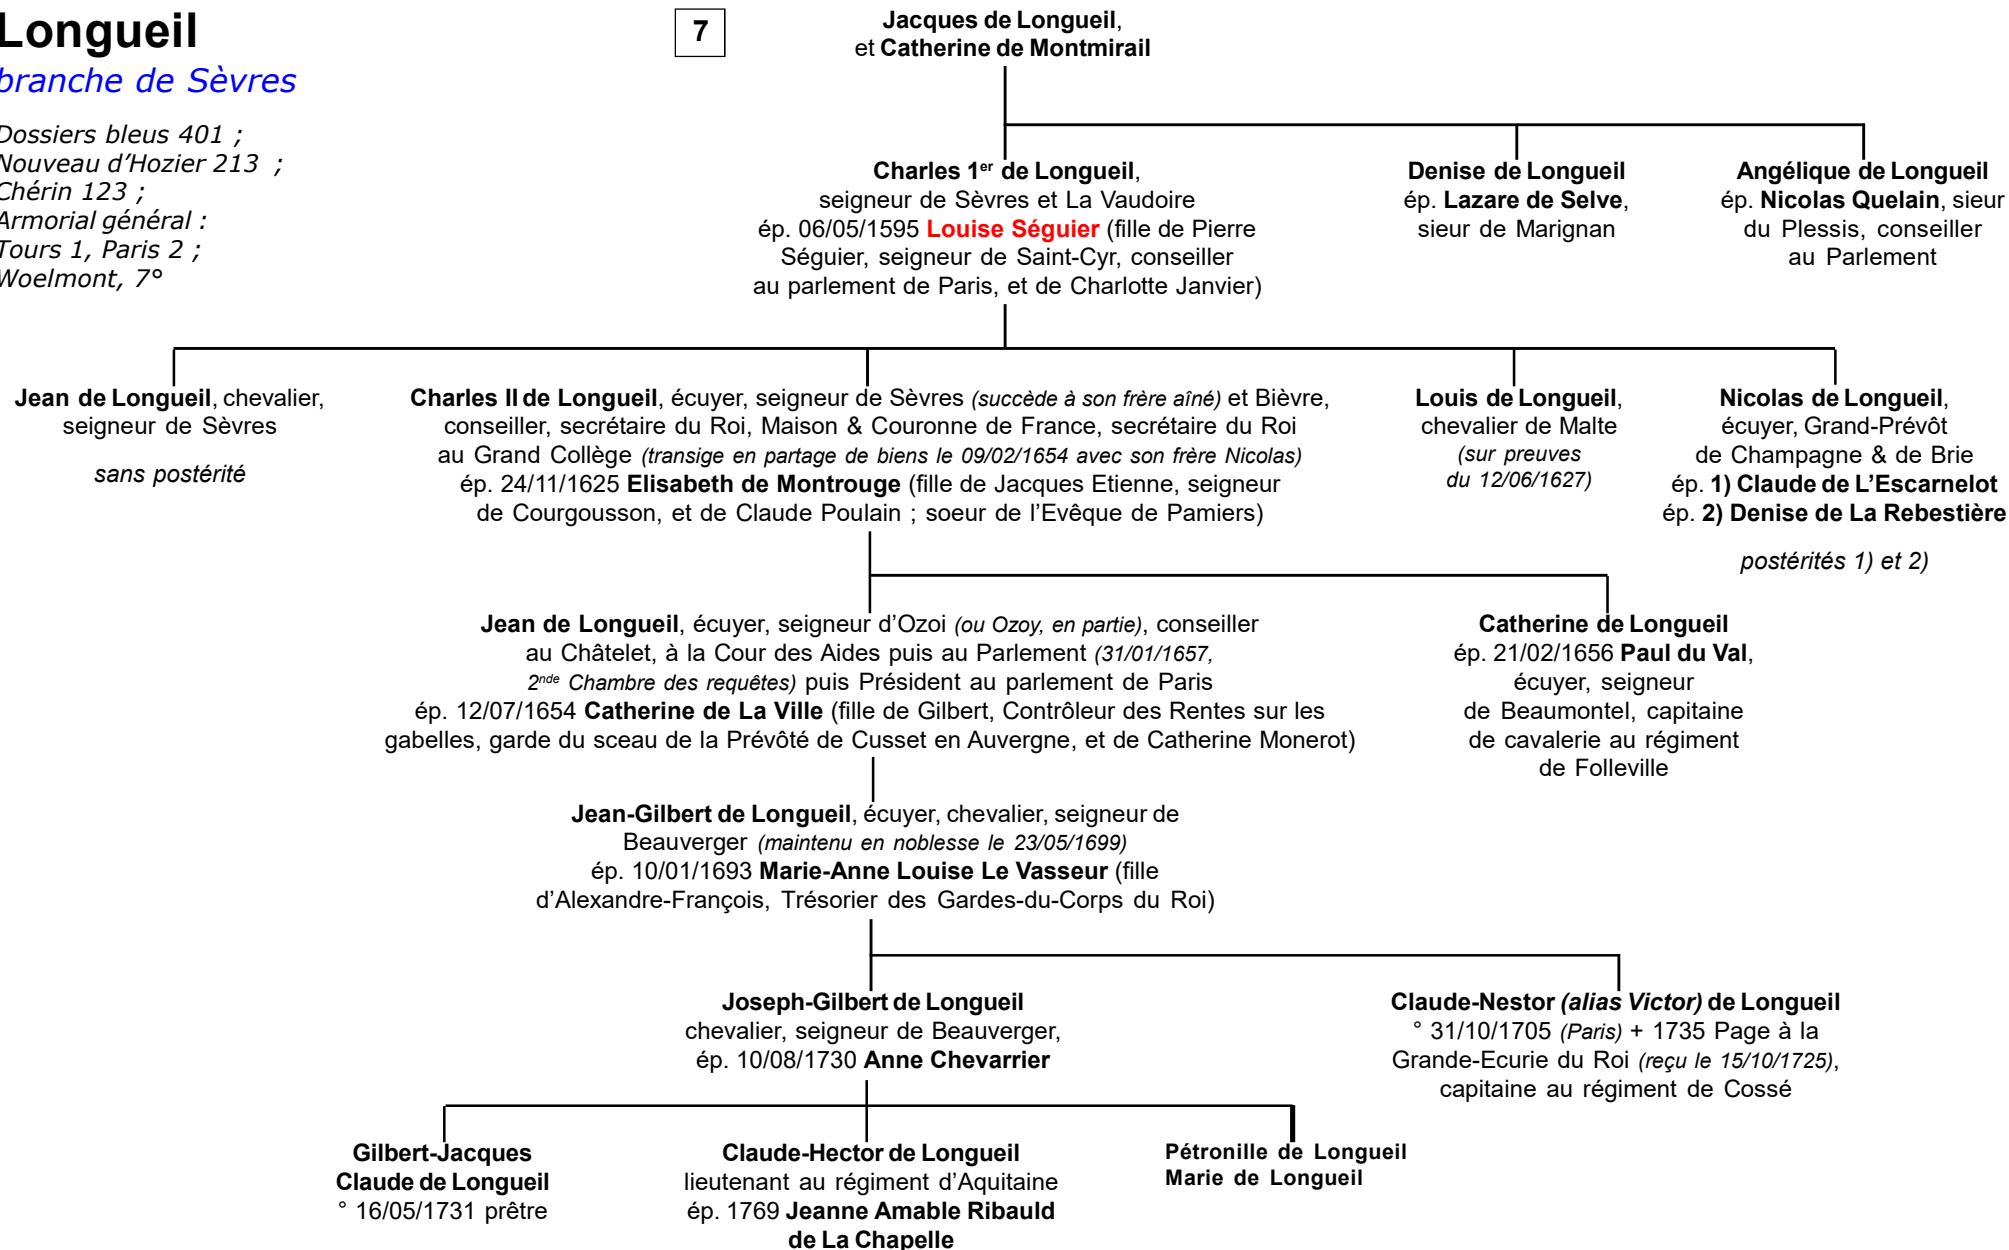 Longueil
branche de Sèvres
Dossiers bleus 401 ;
Nouveau d'Hozier 213 ;
Chérin 123 ;
Armorial général :
Tours 1, Paris 2 ;
Woelmont, 7°
7
Jacques de Longueil,
et Catherine de Montmirail
Charles 1er de Longueil,
seigneur de Sèvres et La Vaudoire
ép. 06/05/1595 Louise Séguier (fille de Pierre
Séguier, seigneur de Saint-Cyr, conseiller
au parlement de Paris, et de Charlotte Janvier)
Denise de Longueil
ép. Lazare de Selve,
sieur de Marignan
Angélique de Longueil
ép. Nicolas Quelain, sieur
du Plessis, conseiller
au Parlement
Jean de Longueil, chevalier,
seigneur de Sèvres
sans postérité
Charles II de Longueil, écuyer, seigneur de Sèvres (succède à son frère aîné) et Bièvre,
conseiller, secrétaire du Roi, Maison & Couronne de France, secrétaire du Roi
au Grand Collège (transige en partage de biens le 09/02/1654 avec son frère Nicolas)
ép. 24/11/1625 Elisabeth de Montrouge (fille de Jacques Etienne, seigneur
de Courgousson, et de Claude Poulain ; soeur de l'Evêque de Pamiers)
Louis de Longueil,
chevalier de Malte
(sur preuves
du 12/06/1627)
Nicolas de Longueil,
écuyer, Grand-Prévôt
de Champagne & de Brie
ép. 1) Claude de L'Escarnelot
ép. 2) Denise de La Rebestière
postérités 1) et 2)
Jean de Longueil, écuyer, seigneur d'Ozoi (ou Ozoy, en partie), conseiller
au Châtelet, à la Cour des Aides puis au Parlement (31/01/1657,
2nde Chambre des requêtes) puis Président au parlement de Paris
ép. 12/07/1654 Catherine de La Ville (fille de Gilbert, Contrôleur des Rentes sur les
gabelles, garde du sceau de la Prévôté de Cusset en Auvergne, et de Catherine Monerot)
Catherine de Longueil
ép. 21/02/1656 Paul du Val,
écuyer, seigneur
de Beaumontel, capitaine
de cavalerie au régiment
de Folleville
Jean-Gilbert de Longueil, écuyer, chevalier, seigneur de
Beauverger (maintenu en noblesse le 23/05/1699)
ép. 10/01/1693 Marie-Anne Louise Le Vasseur (fille
d'Alexandre-François, Trésorier des Gardes-du-Corps du Roi)
Joseph-Gilbert de Longueil
chevalier, seigneur de Beauverger,
ép. 10/08/1730 Anne Chevarrier
Claude-Nestor (alias Victor) de Longueil
° 31/10/1705 (Paris) + 1735 Page à la
Grande-Ecurie du Roi (reçu le 15/10/1725),
capitaine au régiment de Cossé
Gilbert-Jacques
Claude de Longueil
° 16/05/1731 prêtre
Claude-Hector de Longueil
lieutenant au régiment d'Aquitaine
ép. 1769 Jeanne Amable Ribauld
de La Chapelle
Pétronille de Longueil
Marie de Longueil